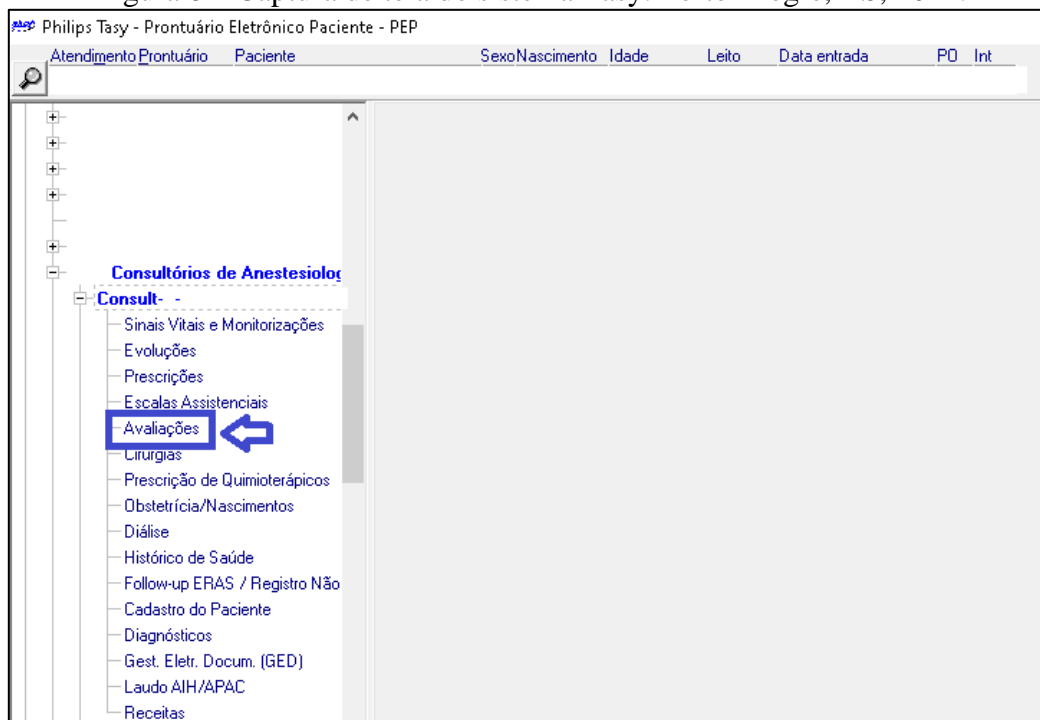 Philips Tasy - Prontuário Eletrônico Paciente - PEP
Atendimento Prontuário Paciente Sexo Nascimento Idade Leito Data entrada PO Int
Consultórios de Anestesiolog
Consult- -
Sinais Vitais e Monitorizações
Evoluções
Prescrições
Escalas Assistenciais
Avaliações
Cirurgias
Prescrição de Quimioterápicos
Obstetrícia/Nascimentos
Diálise
Histórico de Saúde
Follow-up ERAS / Registro Não
Cadastro do Paciente
Diagnósticos
Gest. Eletr. Docum. (GED)
Laudo AIH/APAC
Receitas